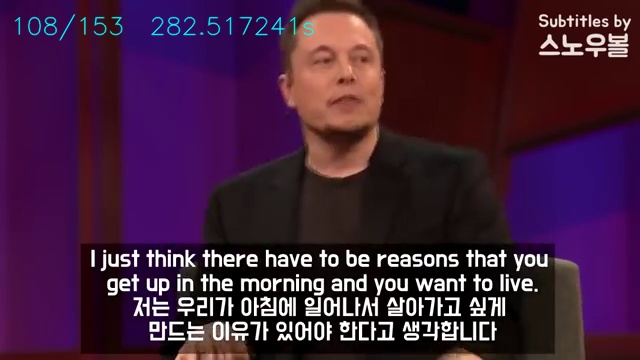 108/153 282.517241s
Subtitles by
스노우볼
I just think there have to be reasons that you
get up in the morning and you want to live.
저는 우리가 아침에 일어나서 살아가고 싶게
만드는 이유가 있어야 한다고 생각합니다